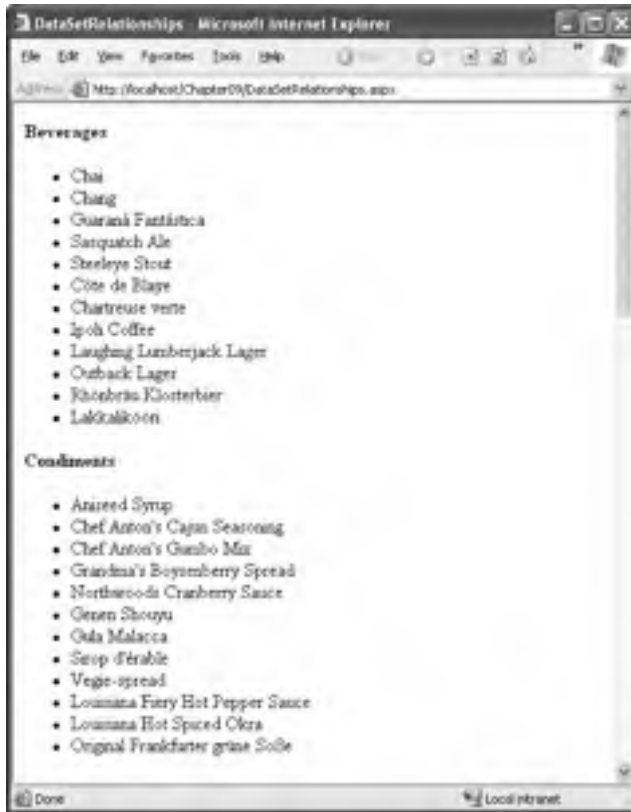 DataSetRelationships - Microsoft Internet Explorer
File Edit View Favorites Tools Help
Address http://localhost/Chapter09/DataSetRelationships.aspx
Beverages
• Chai
• Chang
• Guaraná Fantástica
• Sasquatch Ale
• Steeleye Stout
• Côte de Blaye
• Chartreuse verte
• Ipoh Coffee
• Laughing Lumberjack Lager
• Outback Lager
• Rhönbräu Klosterbier
• Lakkalikööri
Condiments
• Aniseed Syrup
• Chef Anton's Cajun Seasoning
• Chef Anton's Gumbo Mix
• Grandma's Boysenberry Spread
• Northwoods Cranberry Sauce
• Genen Shouyu
• Gula Malacca
• Sirop d'érable
• Vegie-spread
• Louisiana Fiery Hot Pepper Sauce
• Louisiana Hot Spiced Okra
• Original Frankfurter grüne Soße
Done
Local intranet